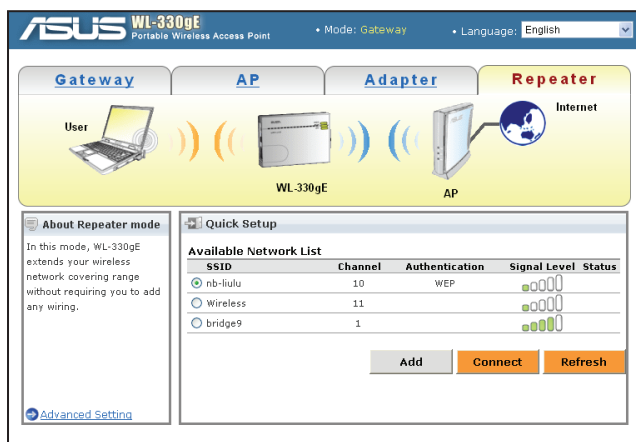 ASUS WL-330gE
Portable Wireless Access Point
• Mode: Gateway
• Language: English
Gateway
AP
Adapter
Repeater
User
Internet
WL-330gE
AP
About Repeater mode
In this mode, WL-330gE
extends your wireless
network covering range
without requiring you to add
any wiring.
Advanced Setting
Quick Setup
Available Network List
SSID Channel Authentication Signal Level Status
nb-liulu 10 WEP
Wireless 11
bridge9 1
Add Connect Refresh